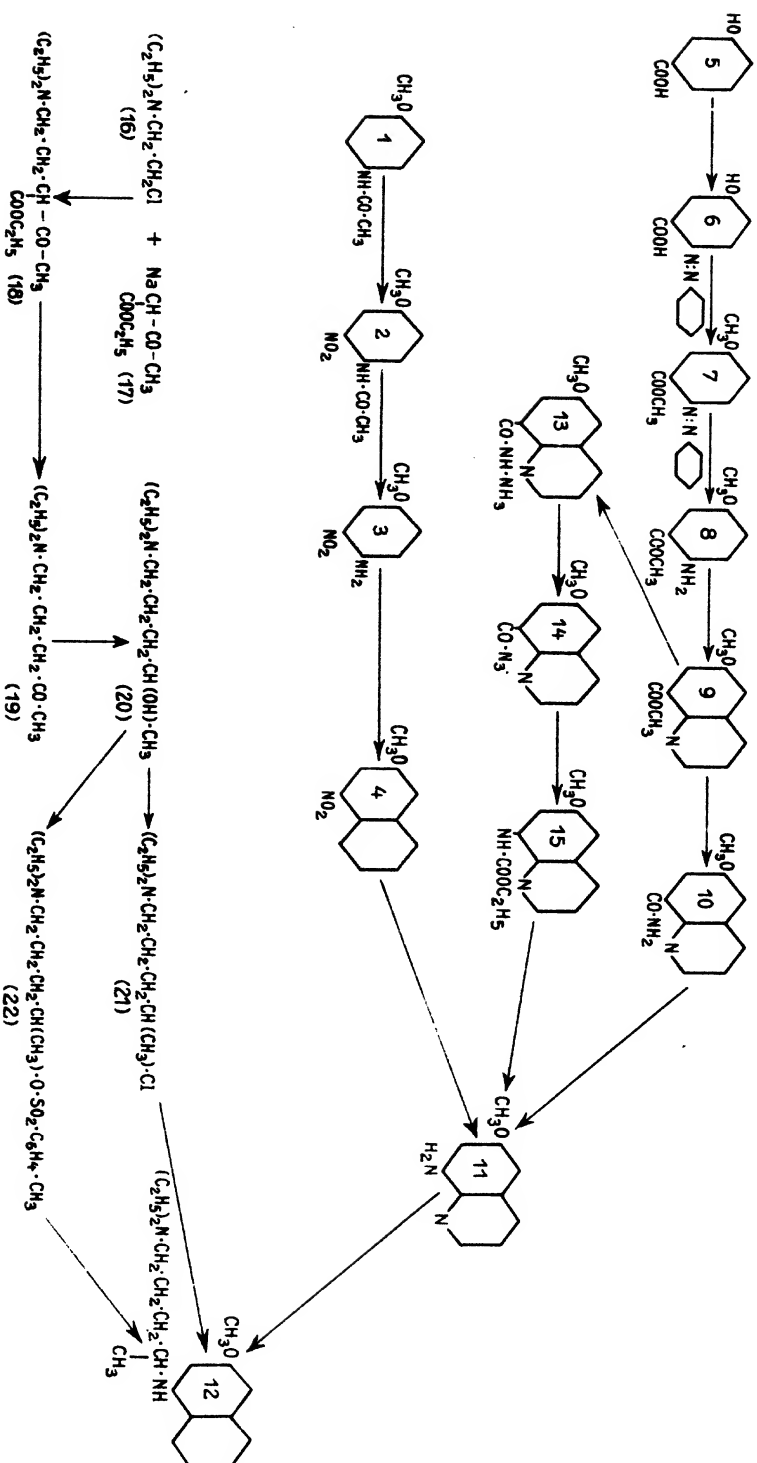 HO HO CH₃O CH₃O CH₃O CH₃O
5 6 7 8 9 10
N:N N:N NH₂ N N
COOH COOH COOCH₃ COOCH₃ COOCH₃ CO·NH₂
CH₃O CH₃O CH₃O
13 14 15
N N N
CO·NH·NH₃ CO·N₃ NH·COOC₂H₅
CH₃O
11
H₂N N
CH₃O CH₃O CH₃O CH₃O
1 2 3 4
NH·CO·CH₃ NH·CO·CH₃ NH₂
NO₂ NO₂ NO₂
CH₃O
12
(C₂H₅)₂N·CH₂·CH₂Cl + NaCH–CO–CH₃
(16) COOC₂H₅ (17)
(C₂H₅)₂N·CH₂·CH₂·CH₂·CH(OH)·CH₃
(20)
(C₂H₅)₂N·CH₂·CH₂·CH₂·CH(CH₃)·Cl
(21)
(C₂H₅)₂N·CH₂·CH₂·CH₂·CH·NH
CH₃
(C₂H₅)₂N·CH₂·CH₂·CH–CO–CH₃
COOC₂H₅ (18)
(C₂H₅)₂N·CH₂·CH₂·CH₂·CO·CH₃
(19)
(C₂H₅)₂N·CH₂·CH₂·CH₂·CH(CH₃)·O·SO₂·C₆H₄·CH₃
(22)